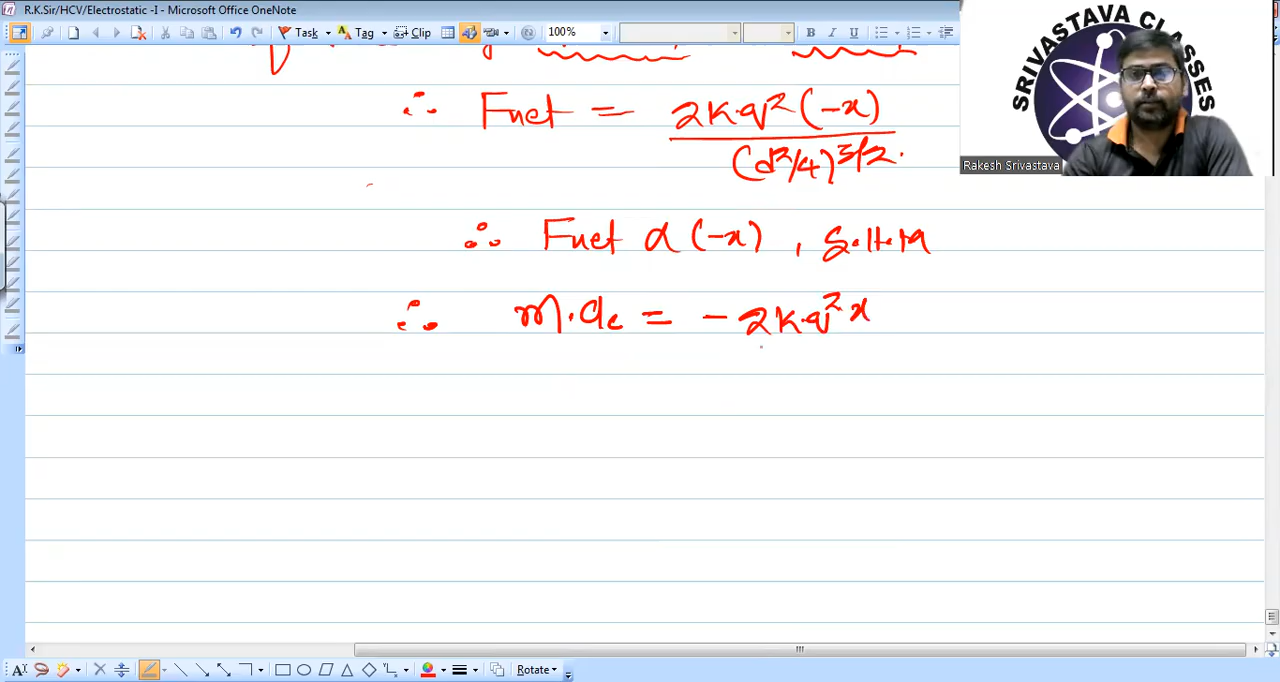 R.K.Sir/HCV/Electrostatic -I - Microsoft Office OneNote
Task Tag Clip 100% B I U
SRIVASTAVA CLASSES
Rakesh Srivastava
∴ Fnet = 2K.q²(-x)
(d²/4)^3/2.
∴ Fnet α (-x) , S.H.M
∴ m.ac = - 2K.q²x
A Rotate